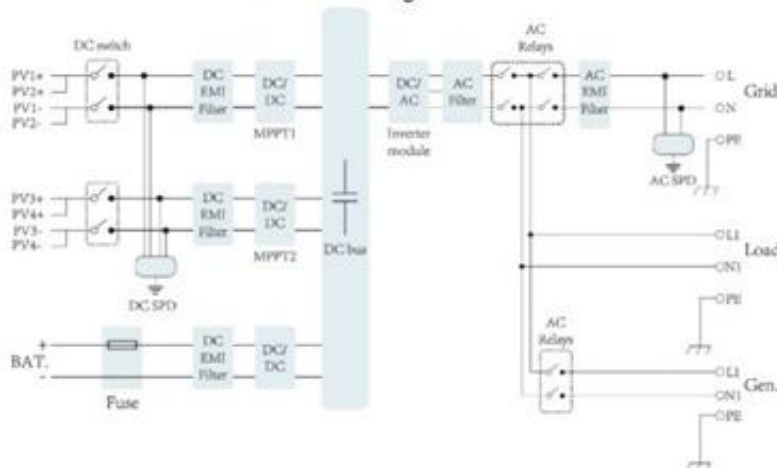 DC switch
PV1+
PV2+
PV1-
PV2-
DC
EMI
Filter
DC/
DC
MPPT1
DC/
AC
Inverter
module
AC
Filter
AC
Relays
AC
EMI
Filter
L
N
Grid
PE
AC SPD
PV3+
PV4+
PV3-
PV4-
DC
EMI
Filter
DC/
DC
MPPT2
DC bus
DC SPD
L1
N1
Load
PE
+
BAT.
-
Fuse
DC
EMI
Filter
DC/
DC
AC
Relays
L1
N1
Gen.
PE